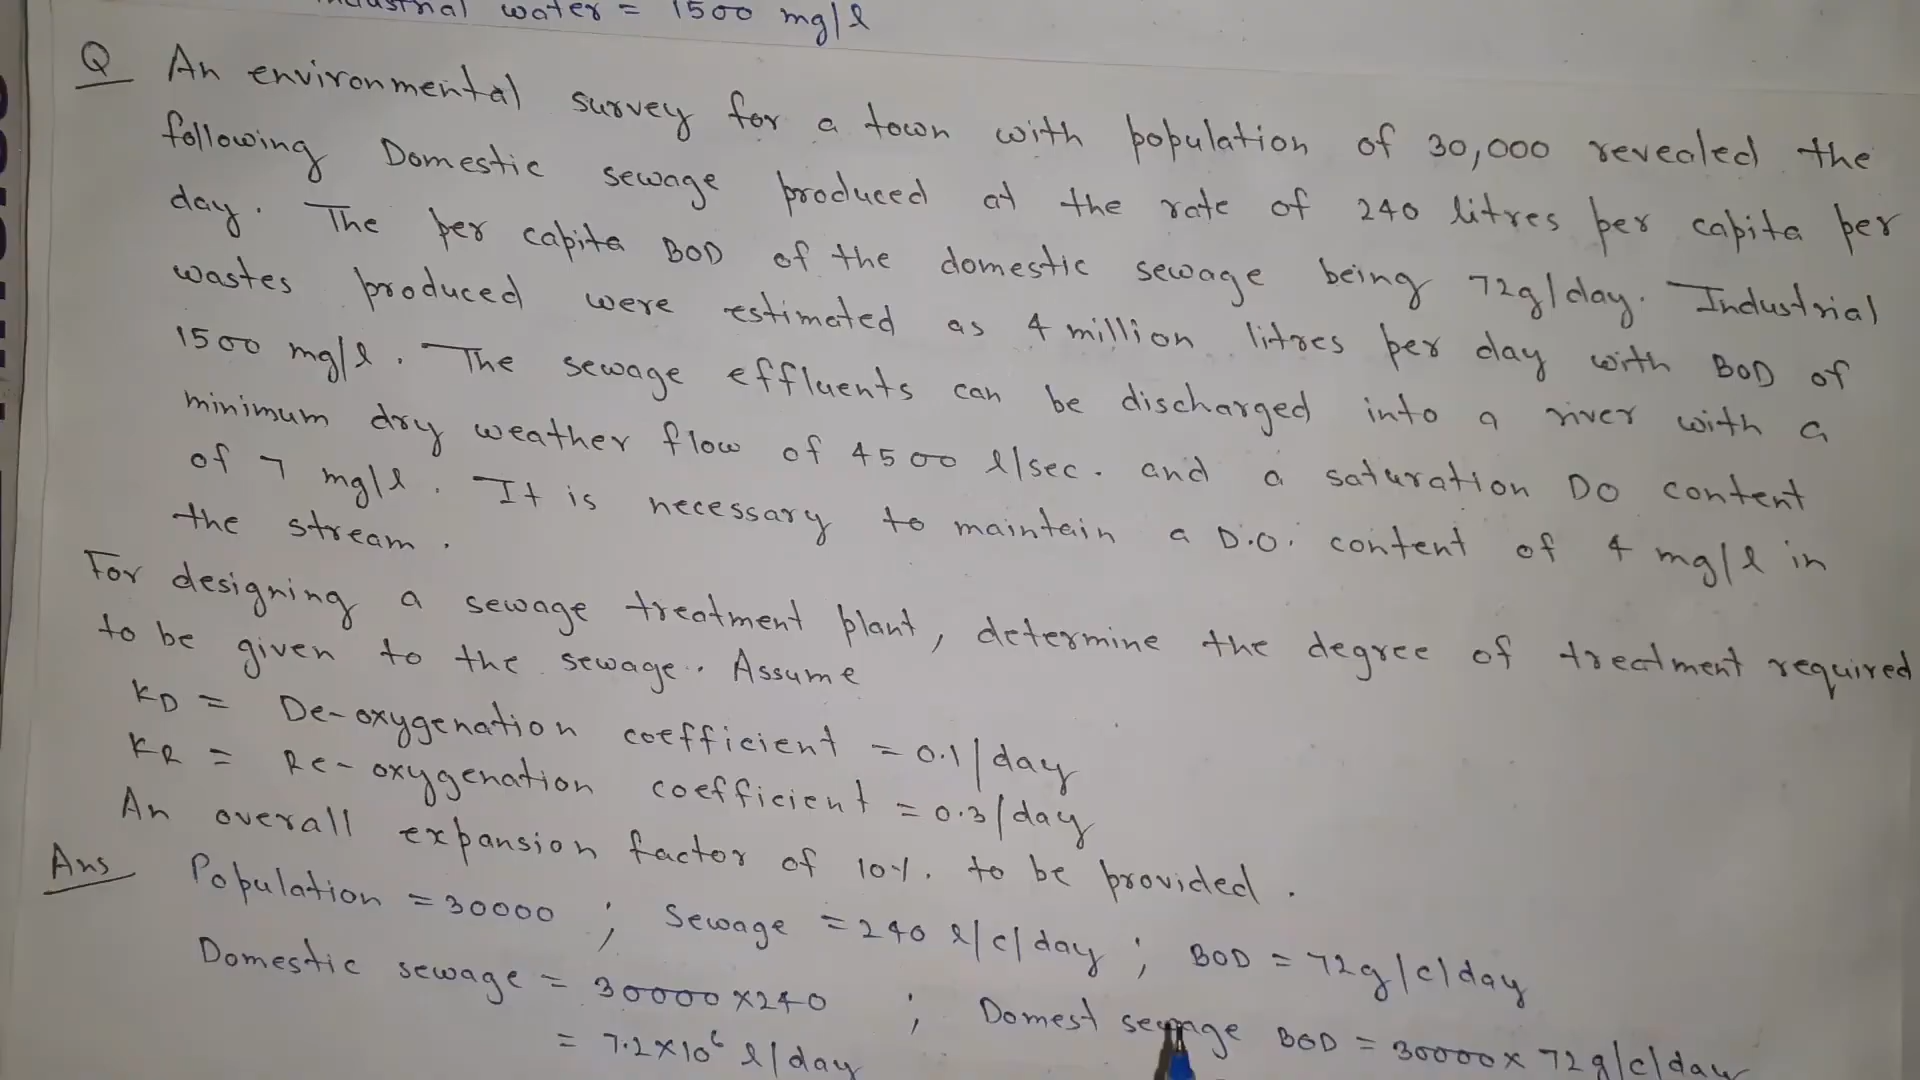 water = 1500 mg/l
Q An environmental survey for a town with population of 30,000 revealed the
following Domestic sewage produced at the rate of 240 litres per capita per
day. The per capita BOD of the domestic sewage being 72g/day. Industrial
wastes produced were estimated as 4 million litres per day with BOD of
1500 mg/l. The sewage effluents can be discharged into a river with a
minimum dry weather flow of 4500 l/sec. and a saturation DO content
of 7 mg/l. It is necessary to maintain a D.O. content of 4 mg/l in
the stream.
For designing a sewage treatment plant, determine the degree of treatment required
to be given to the sewage. Assume
KD = De-oxygenation coefficient = 0.1/day
KR = Re-oxygenation coefficient = 0.3/day
An overall expansion factor of 10%. to be provided.
Ans Population = 30000 ; Sewage = 240 l/c/day ; BOD = 72g/c/day
Domestic sewage = 30000 x 240 ; Domest sewage BOD = 30000 x 72 g/c/day
= 7.2 x 10⁶ l/day